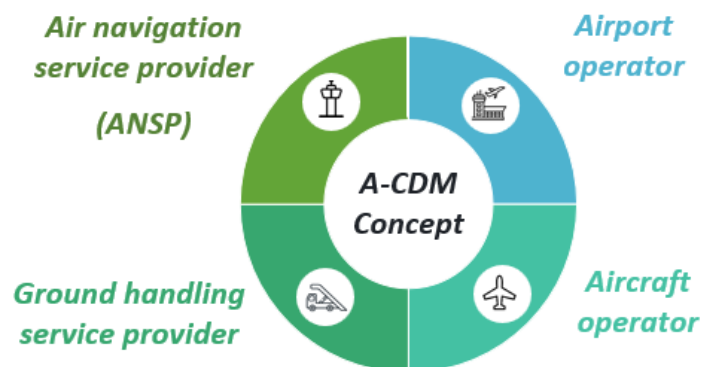 Air navigation
service provider
(ANSP)
Airport
operator
A-CDM
Concept
Ground handling
service provider
Aircraft
operator